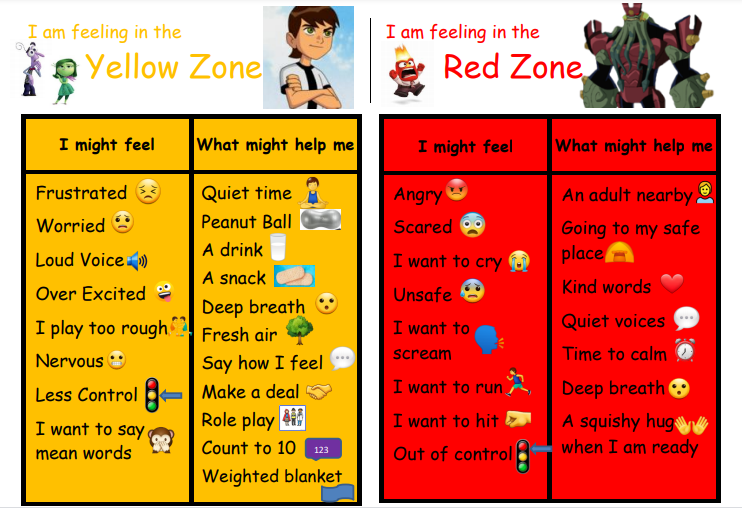 I am feeling in the
Yellow Zone
I might feel
What might help me
Frustrated
Worried
Loud Voice
Over Excited
I play too rough
Nervous
Less Control
I want to say
mean words
Quiet time
Peanut Ball
A drink
A snack
Deep breath
Fresh air
Say how I feel
Make a deal
Role play
Count to 10
123
Weighted blanket
I am feeling in the
Red Zone
I might feel
What might help me
Angry
Scared
I want to cry
Unsafe
I want to
scream
I want to run
I want to hit
Out of control
An adult nearby
Going to my safe
place
Kind words
Quiet voices
Time to calm
Deep breath
A squishy hug
when I am ready